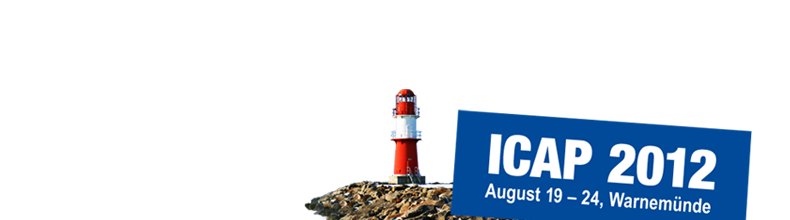 ICAP 2012
August 19 – 24, Warnemünde